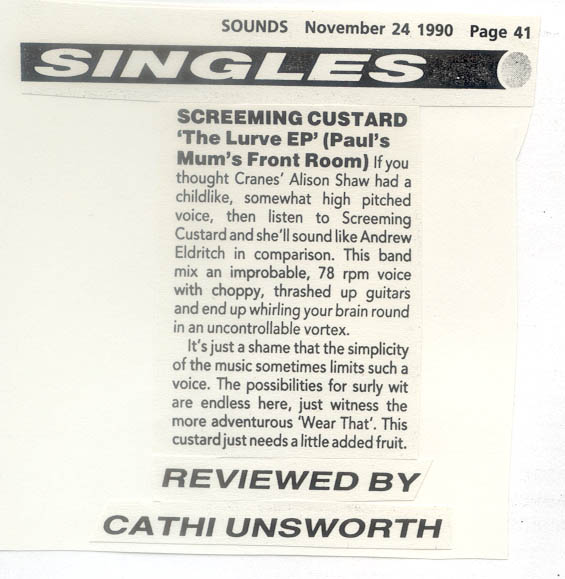 SOUNDS November 24 1990 Page 41
SINGLES
SCREEMING CUSTARD
'The Lurve EP' (Paul's
Mum's Front Room) If you
thought Cranes' Alison Shaw had a
childlike, somewhat high pitched
voice, then listen to Screeming
Custard and she'll sound like Andrew
Eldritch in comparison. This band
mix an improbable, 78 rpm voice
with choppy, thrashed up guitars
and end up whirling your brain round
in an uncontrollable vortex.
It's just a shame that the simplicity
of the music sometimes limits such a
voice. The possibilities for surly wit
are endless here, just witness the
more adventurous 'Wear That'. This
custard just needs a little added fruit.
REVIEWED BY
CATHI UNSWORTH